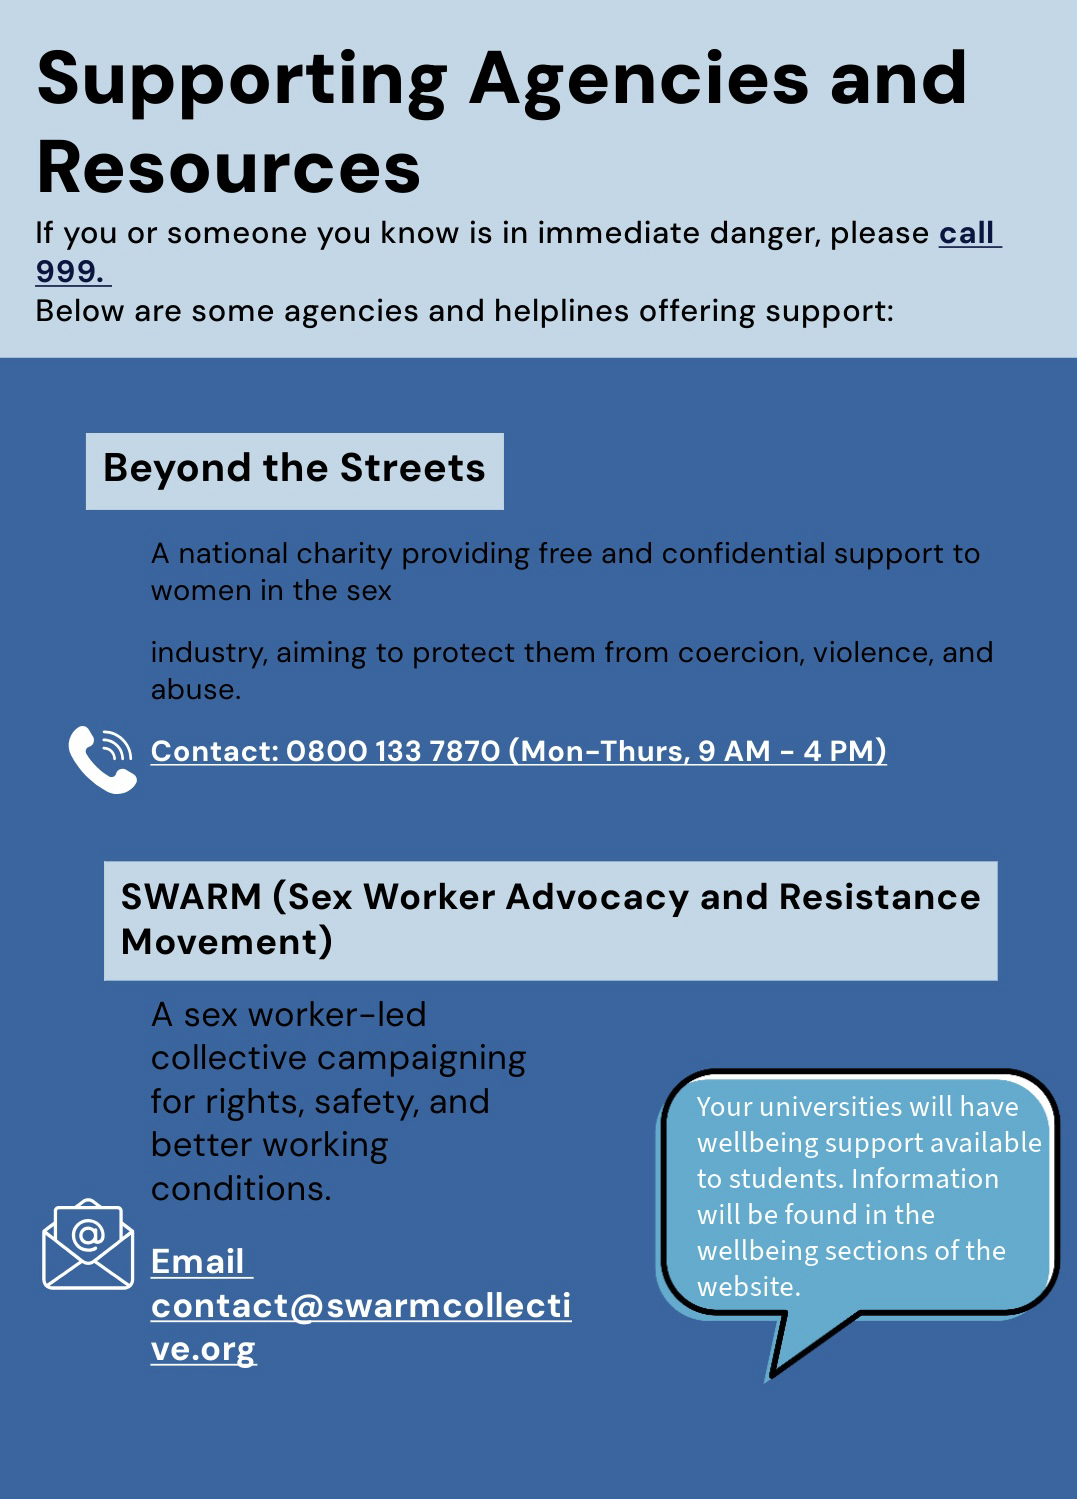 Supporting Agencies and
Resources
If you or someone you know is in immediate danger, please call
999.
Below are some agencies and helplines offering support:
Beyond the Streets
A national charity providing free and confidential support to
women in the sex
industry, aiming to protect them from coercion, violence, and
abuse.
Contact: 0800 133 7870 (Mon–Thurs, 9 AM – 4 PM)
SWARM (Sex Worker Advocacy and Resistance
Movement)
A sex worker-led
collective campaigning
for rights, safety, and
better working
conditions.
Email
contact@swarmcollecti
ve.org
Your universities will have
wellbeing support available
to students. Information
will be found in the
wellbeing sections of the
website.